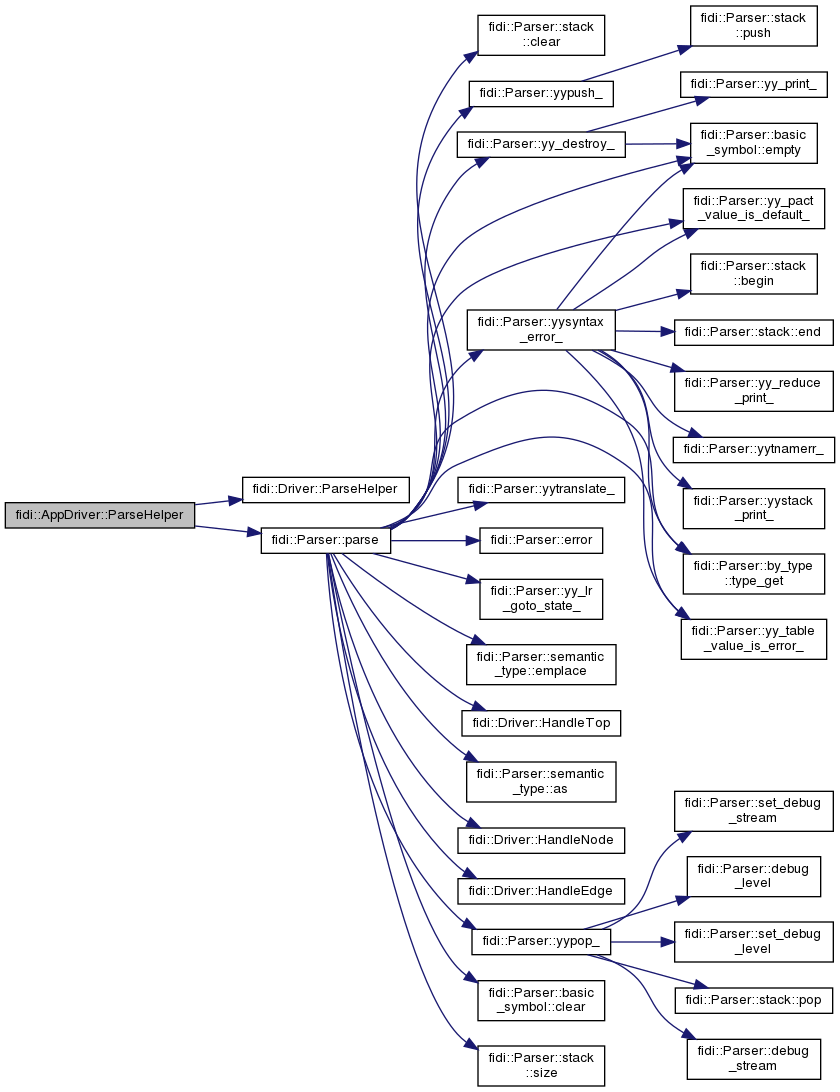 fidi::AppDriver::ParseHelper
fidi::Driver::ParseHelper
fidi::Parser::parse
fidi::Parser::stack
::clear
fidi::Parser::yypush_
fidi::Parser::yy_destroy_
fidi::Parser::yysyntax
_error_
fidi::Parser::yytranslate_
fidi::Parser::error
fidi::Parser::yy_lr
_goto_state_
fidi::Parser::semantic
_type::emplace
fidi::Driver::HandleTop
fidi::Parser::semantic
_type::as
fidi::Driver::HandleNode
fidi::Driver::HandleEdge
fidi::Parser::yypop_
fidi::Parser::basic
_symbol::clear
fidi::Parser::stack
::size
fidi::Parser::stack
::push
fidi::Parser::yy_print_
fidi::Parser::basic
_symbol::empty
fidi::Parser::yy_pact
_value_is_default_
fidi::Parser::stack
::begin
fidi::Parser::stack::end
fidi::Parser::yy_reduce
_print_
fidi::Parser::yytnamerr_
fidi::Parser::yystack
_print_
fidi::Parser::by_type
::type_get
fidi::Parser::yy_table
_value_is_error_
fidi::Parser::set_debug
_stream
fidi::Parser::debug
_level
fidi::Parser::set_debug
_level
fidi::Parser::stack::pop
fidi::Parser::debug
_stream